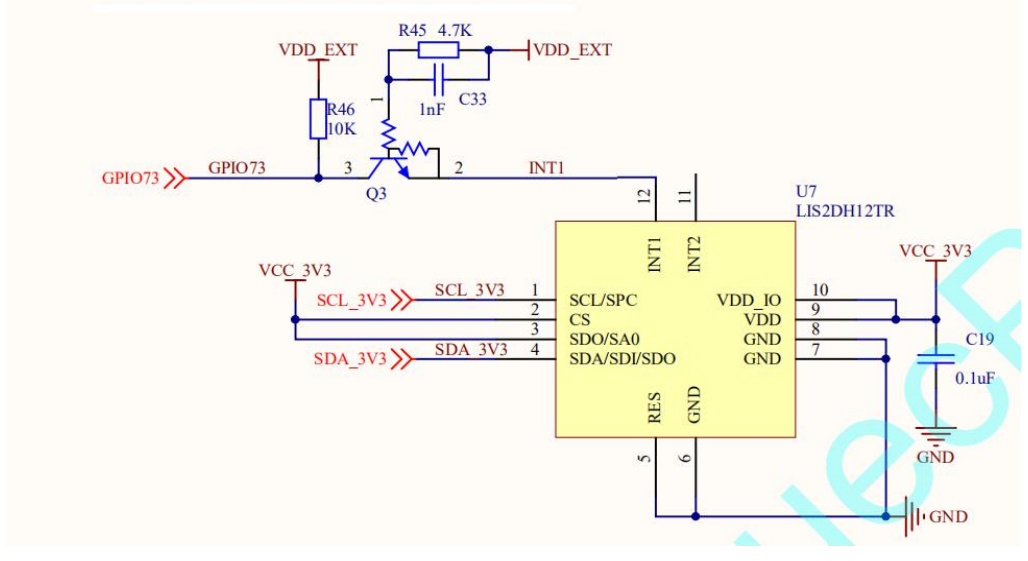 R45 4.7K
VDD_EXT
VDD_EXT
1
1nF
C33
R46
10K
GPIO73
GPIO73
3
2
INT1
Q3
12
11
U7
LIS2DH12TR
INT1
INT2
VCC_3V3
VCC_3V3
SCL_3V3
SCL_3V3
1
SCL/SPC
VDD_IO
10
2
CS
VDD
9
3
SDO/SA0
GND
8
SDA_3V3
SDA_3V3
4
SDA/SDI/SDO
GND
7
C19
0.1uF
RES
GND
5
6
GND
GND